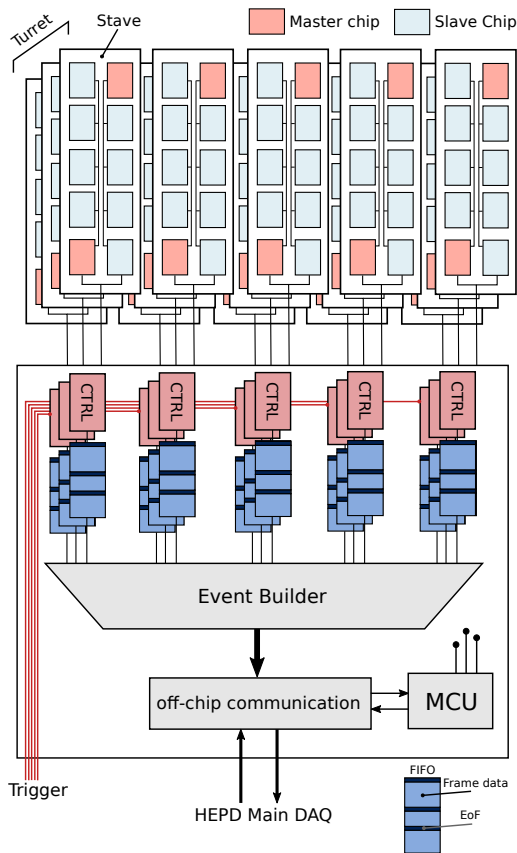 Turret
Stave
Master chip
Slave Chip
CTRL
CTRL
CTRL
CTRL
CTRL
Event Builder
off-chip communication
MCU
Trigger
HEPD Main DAQ
FIFO
Frame data
EoF